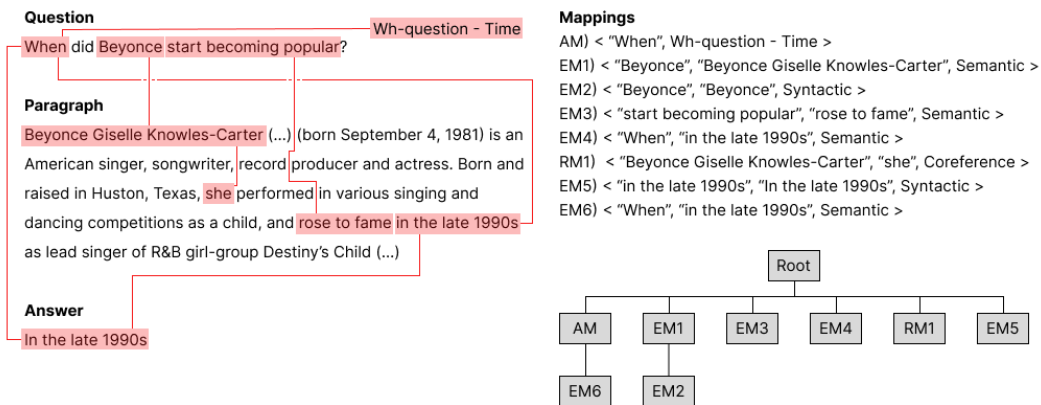 Question
Wh-question - Time
When did Beyonce start becoming popular?
Paragraph
Beyonce Giselle Knowles-Carter (...) (born September 4, 1981) is an
American singer, songwriter, record producer and actress. Born and
raised in Huston, Texas, she performed in various singing and
dancing competitions as a child, and rose to fame in the late 1990s
as lead singer of R&B girl-group Destiny's Child (...)
Answer
In the late 1990s
Mappings
AM) < “When”, Wh-question - Time >
EM1) < “Beyonce”, “Beyonce Giselle Knowles-Carter”, Semantic >
EM2) < “Beyonce”, “Beyonce”, Syntactic >
EM3) < “start becoming popular”, “rose to fame”, Semantic >
EM4) < “When”, “in the late 1990s”, Semantic >
RM1) < “Beyonce Giselle Knowles-Carter”, “she”, Coreference >
EM5) < “in the late 1990s”, “In the late 1990s”, Syntactic >
EM6) < “When”, “in the late 1990s”, Semantic >
Root
AM EM1 EM3 EM4 RM1 EM5
EM6 EM2